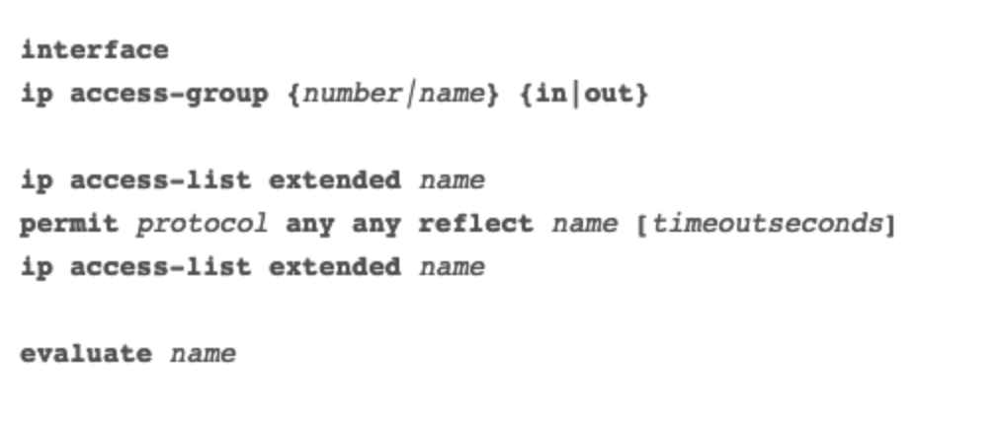 interface
ip access-group {number|name} {in|out}
ip access-list extended name
permit protocol any any reflect name [timeoutseconds]
ip access-list extended name
evaluate name